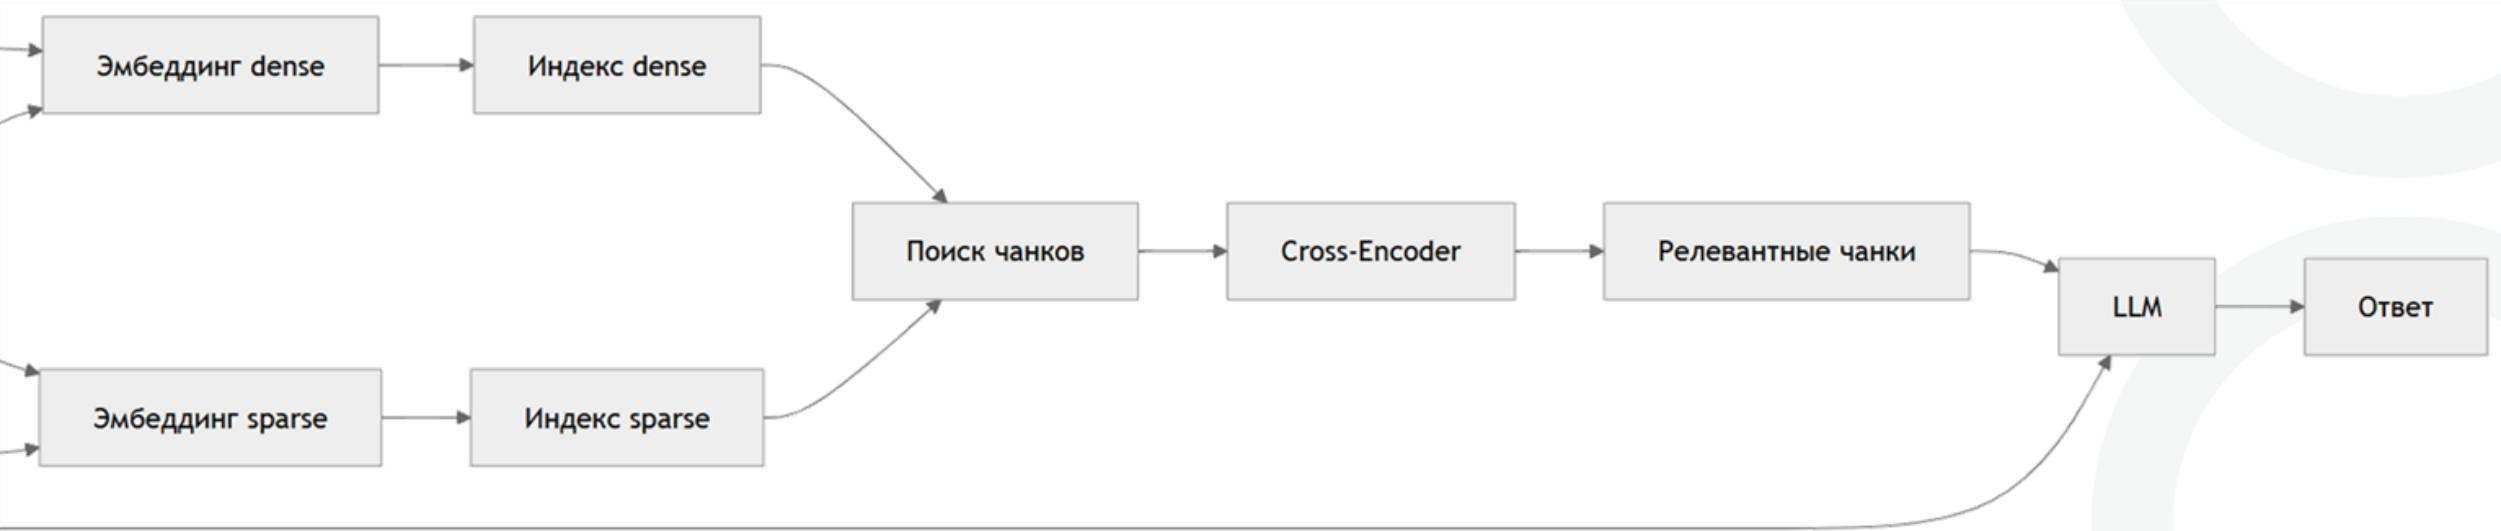 Эмбеддинг dense
Индекс dense
Поиск чанков
Cross-Encoder
Релевантные чанки
LLM
Ответ
Эмбеддинг sparse
Индекс sparse